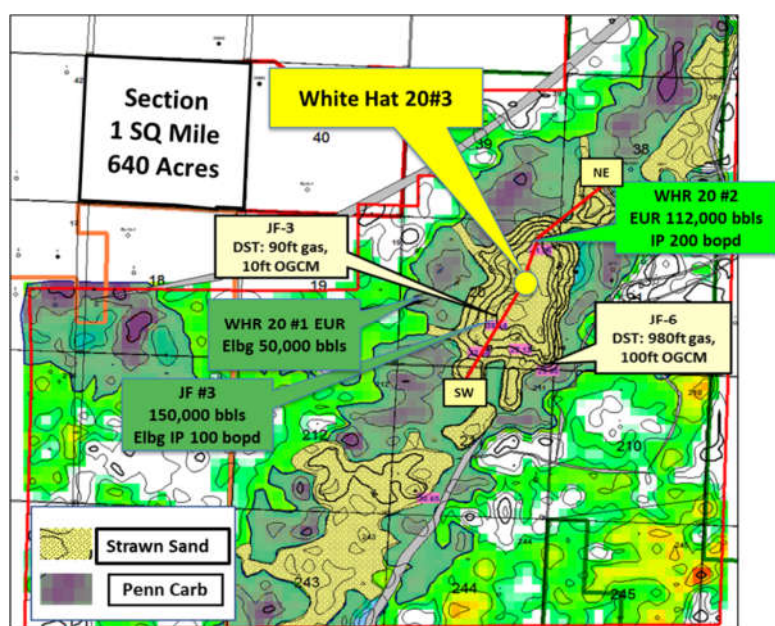 Section
1 SQ Mile
640 Acres
White Hat 20#3
40
39
38
42
17
NE
WHR 20 #2
EUR 112,000 bbls
IP 200 bopd
JF-3
DST: 90ft gas,
10ft OGCM
18
19
WHR 20 #1 EUR
Elbg 50,000 bbls
JF-6
DST: 980ft gas,
100ft OGCM
JF #3
150,000 bbls
Elbg IP 100 bopd
SW
212
211
210
243
244
245
Strawn Sand
Penn Carb